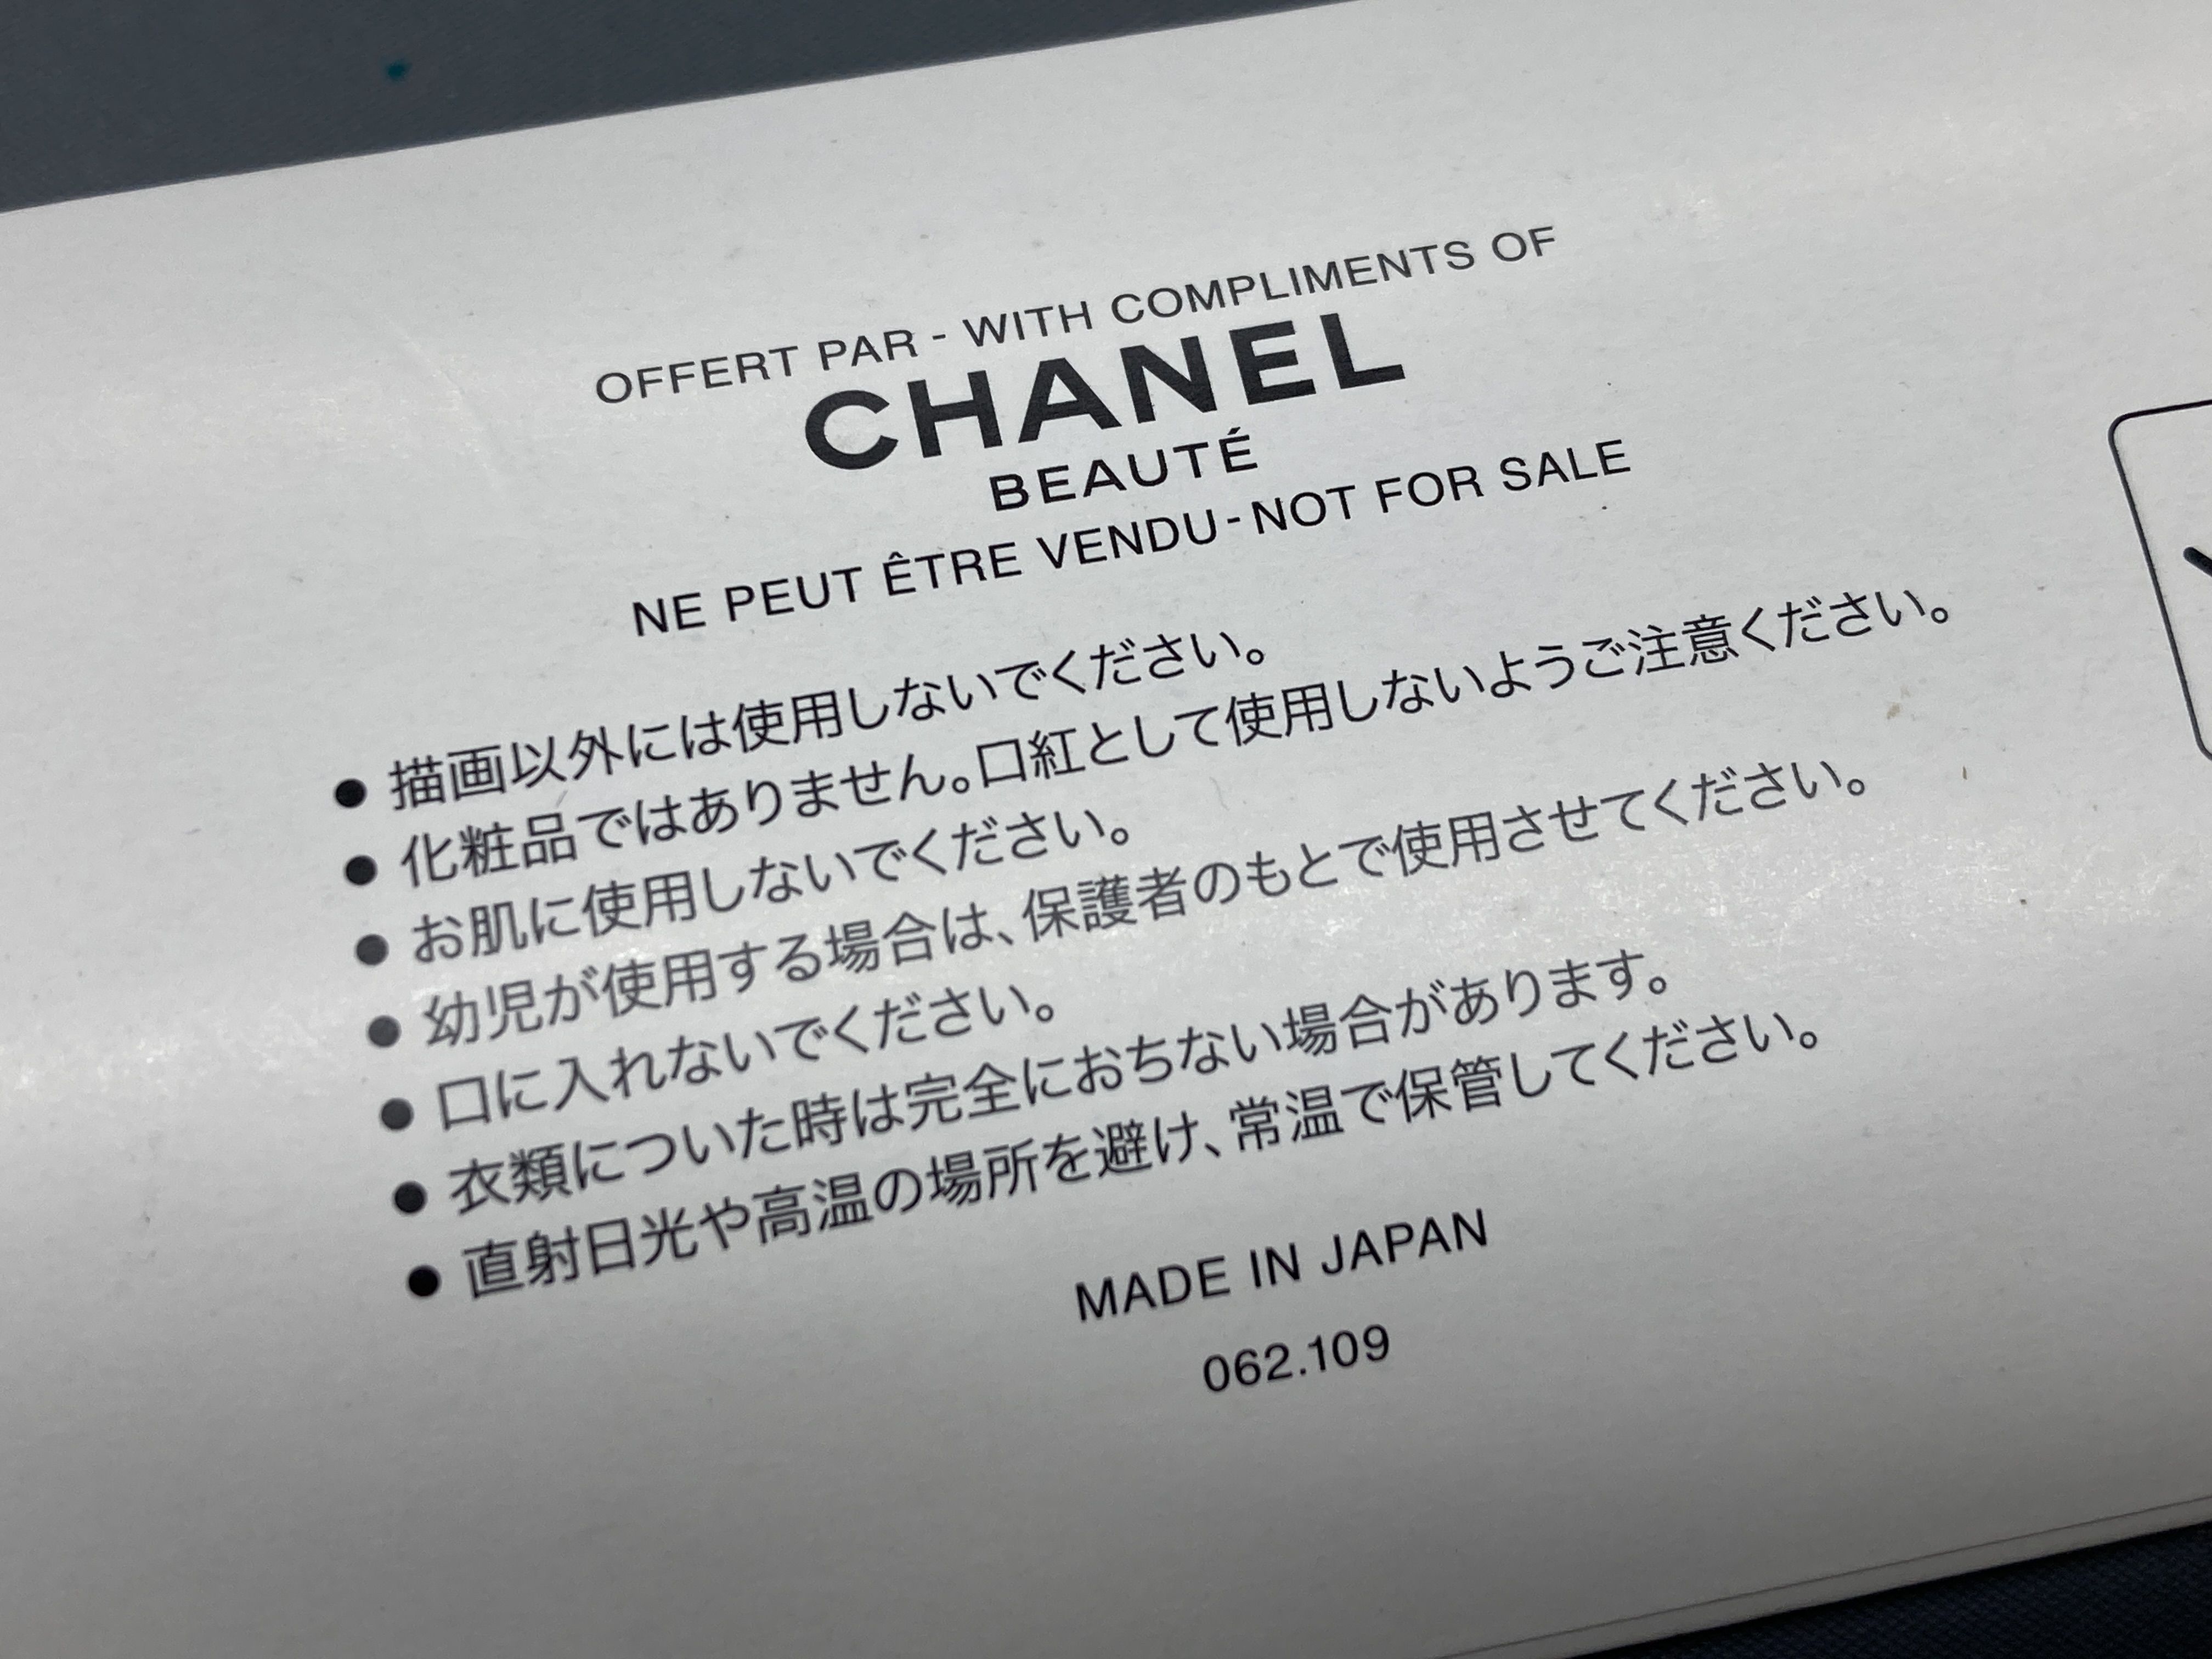 OFFERT PAR - WITH COMPLIMENTS OF
CHANEL
BEAUTÉ
NE PEUT ÊTRE VENDU - NOT FOR SALE
● 描画以外には使用しないでください。
● 化粧品ではありません。口紅として使用しないようご注意ください。
● お肌に使用しないでください。
● 幼児が使用する場合は、保護者のもとで使用させてください。
● 口に入れないでください。
● 衣類についた時は完全におちない場合があります。
● 直射日光や高温の場所を避け、常温で保管してください。
MADE IN JAPAN
062.109